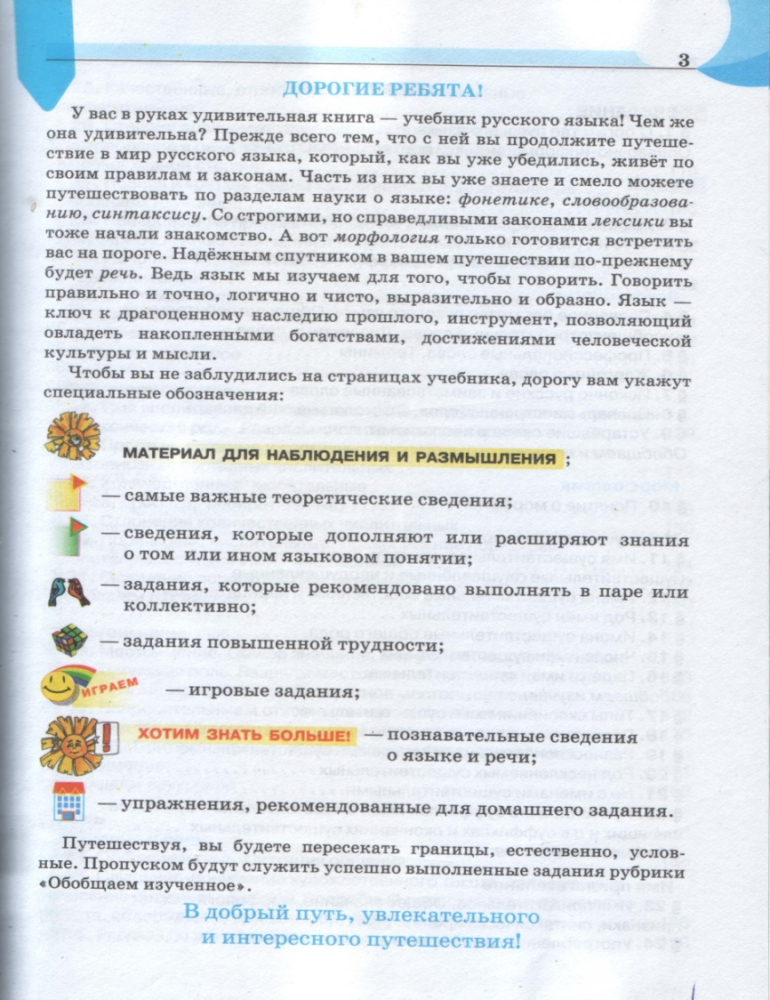 3
ДОРОГИЕ РЕБЯТА!
У вас в руках удивительная книга — учебник русского языка! Чем же
она удивительна? Прежде всего тем, что с ней вы продолжите путеше-
ствие в мир русского языка, который, как вы уже убедились, живёт по
своим правилам и законам. Часть из них вы уже знаете и смело можете
путешествовать по разделам науки о языке: фонетике, словообразова-
нию, синтаксису. Со строгими, но справедливыми законами лексики вы
тоже начали знакомство. А вот морфология только готовится встретить
вас на пороге. Надёжным спутником в вашем путешествии по-прежнему
будет речь. Ведь язык мы изучаем для того, чтобы говорить. Говорить
правильно и точно, логично и чисто, выразительно и образно. Язык —
ключ к драгоценному наследию прошлого, инструмент, позволяющий
овладеть накопленными богатствами, достижениями человеческой
культуры и мысли.
Чтобы вы не заблудились на страницах учебника, дорогу вам укажут
специальные обозначения:
МАТЕРИАЛ ДЛЯ НАБЛЮДЕНИЯ И РАЗМЫШЛЕНИЯ ;
— самые важные теоретические сведения;
— сведения, которые дополняют или расширяют знания
о том или ином языковом понятии;
— задания, которые рекомендовано выполнять в паре или
коллективно;
— задания повышенной трудности;
ИГРАЕМ — игровые задания;
! ХОТИМ ЗНАТЬ БОЛЬШЕ! — познавательные сведения
о языке и речи;
— упражнения, рекомендованные для домашнего задания.
Путешествуя, вы будете пересекать границы, естественно, услов-
ные. Пропуском будут служить успешно выполненные задания рубрики
«Обобщаем изученное».
В добрый путь, увлекательного
и интересного путешествия!